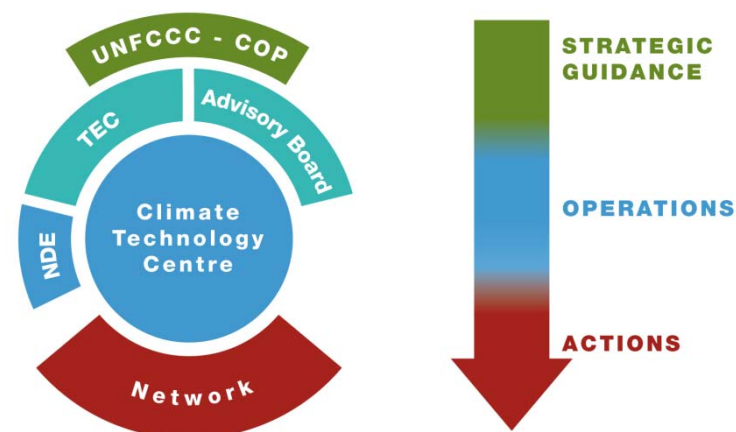 UNFCCC - COP
TEC
Advisory Board
NDE
Climate
Technology
Centre
Network
STRATEGIC
GUIDANCE
OPERATIONS
ACTIONS